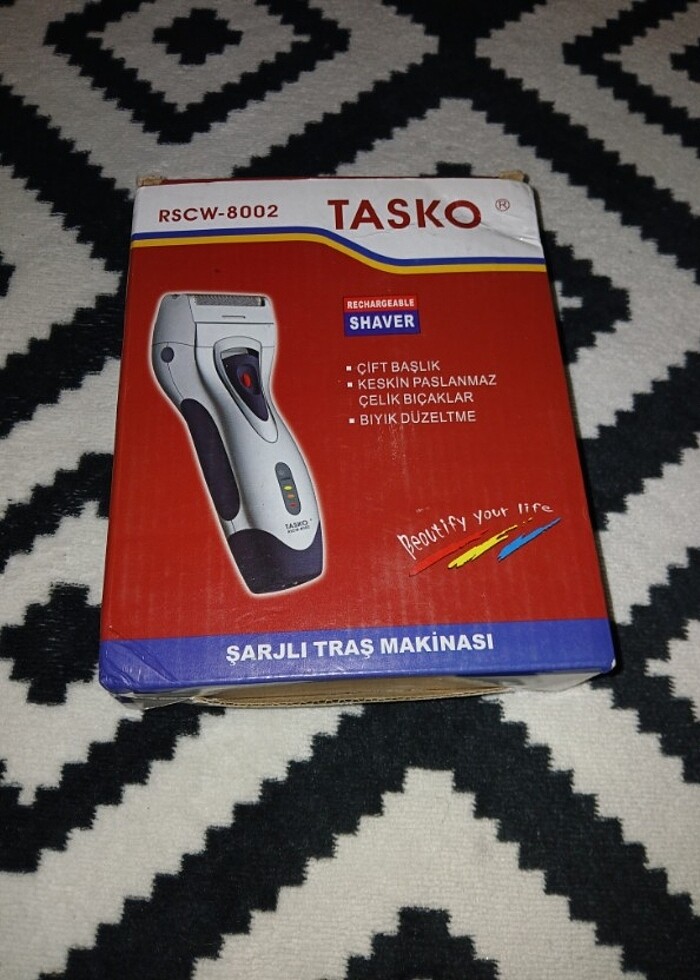 RSCW-8002 TASKO ®
RECHARGEABLE
SHAVER
ÇİFT BAŞLIK
KESKİN PASLANMAZ
ÇELİK BIÇAKLAR
BIYIK DÜZELTME
TASKO
Beautify your life
ŞARJLI TRAŞ MAKİNASI